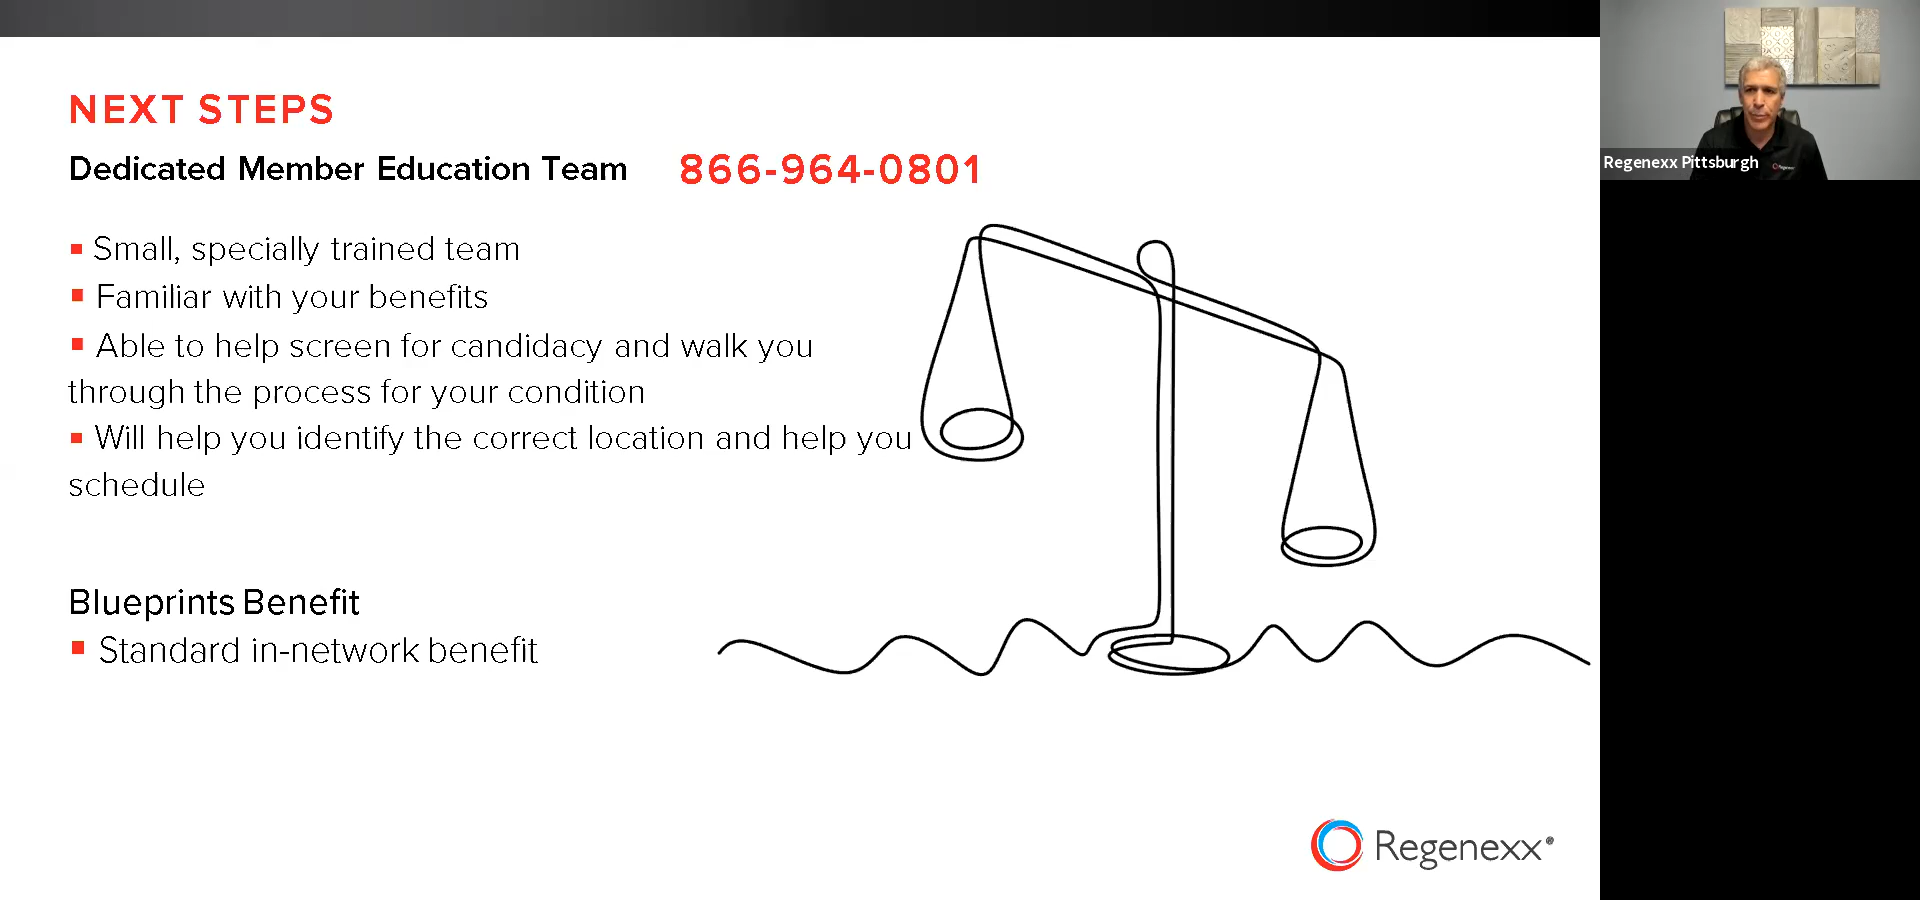 NEXT STEPS
Dedicated Member Education Team 866-964-0801
▪ Small, specially trained team
▪ Familiar with your benefits
▪ Able to help screen for candidacy and walk you
through the process for your condition
▪ Will help you identify the correct location and help you
schedule
Blueprints Benefit
▪ Standard in-network benefit
Regenexx®
Regenexx Pittsburgh